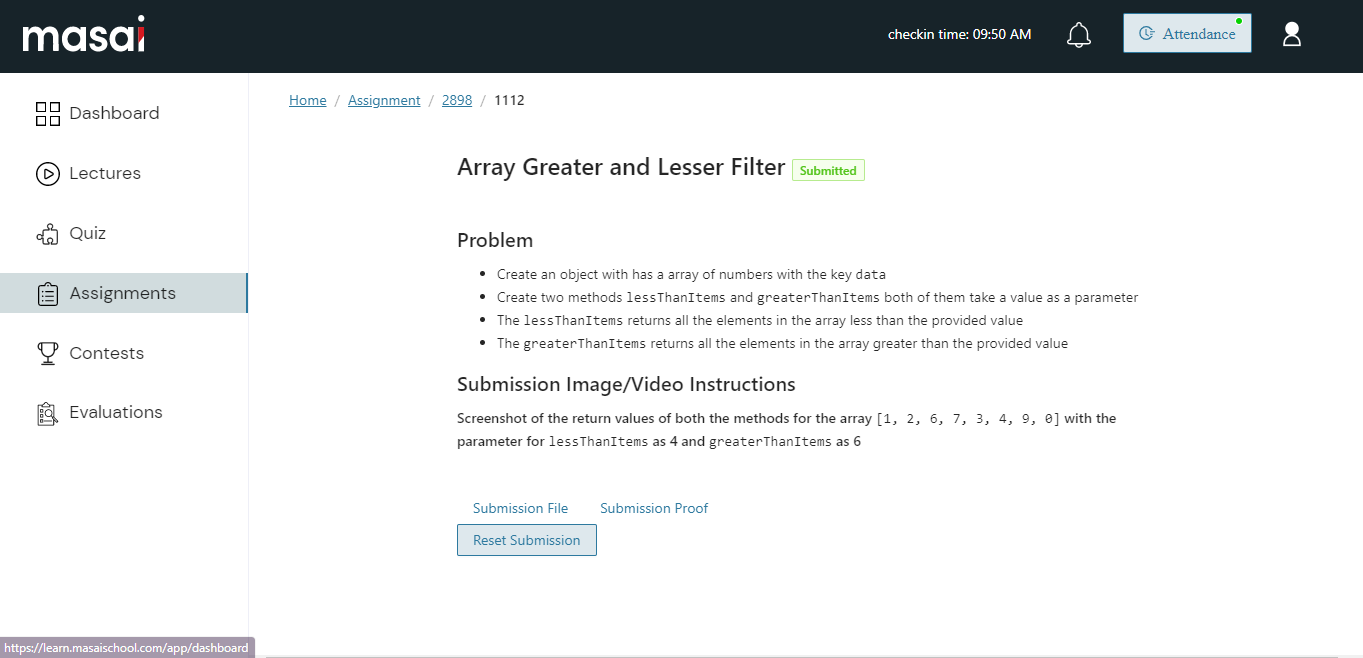 masai
checkin time: 09:50 AM
Attendance
Dashboard
Lectures
Quiz
Assignments
Contests
Evaluations
Home / Assignment / 2898 / 1112
Array Greater and Lesser Filter Submitted
Problem
• Create an object with has a array of numbers with the key data
• Create two methods lessThanItems and greaterThanItems both of them take a value as a parameter
• The lessThanItems returns all the elements in the array less than the provided value
• The greaterThanItems returns all the elements in the array greater than the provided value
Submission Image/Video Instructions
Screenshot of the return values of both the methods for the array [1, 2, 6, 7, 3, 4, 9, 0] with the
parameter for lessThanItems as 4 and greaterThanItems as 6
Submission File Submission Proof
Reset Submission
https://learn.masaischool.com/app/dashboard